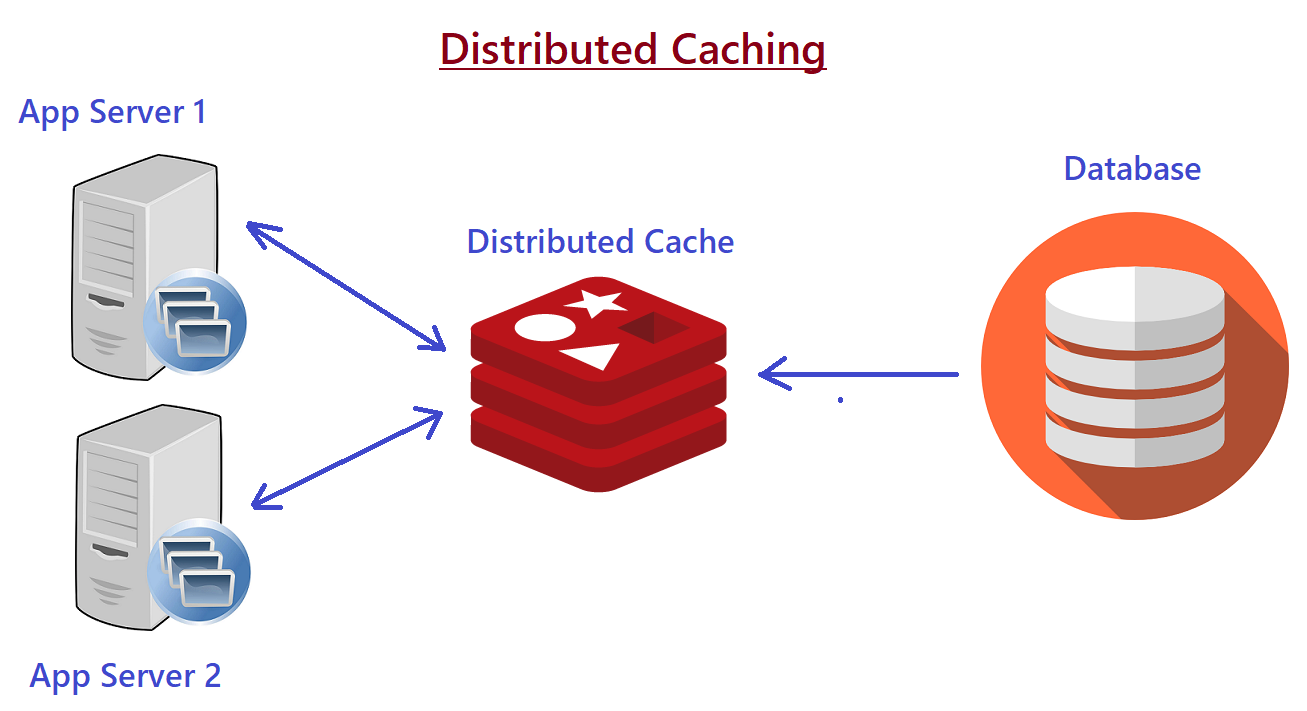 Distributed Caching
App Server 1
Database
Distributed Cache
App Server 2